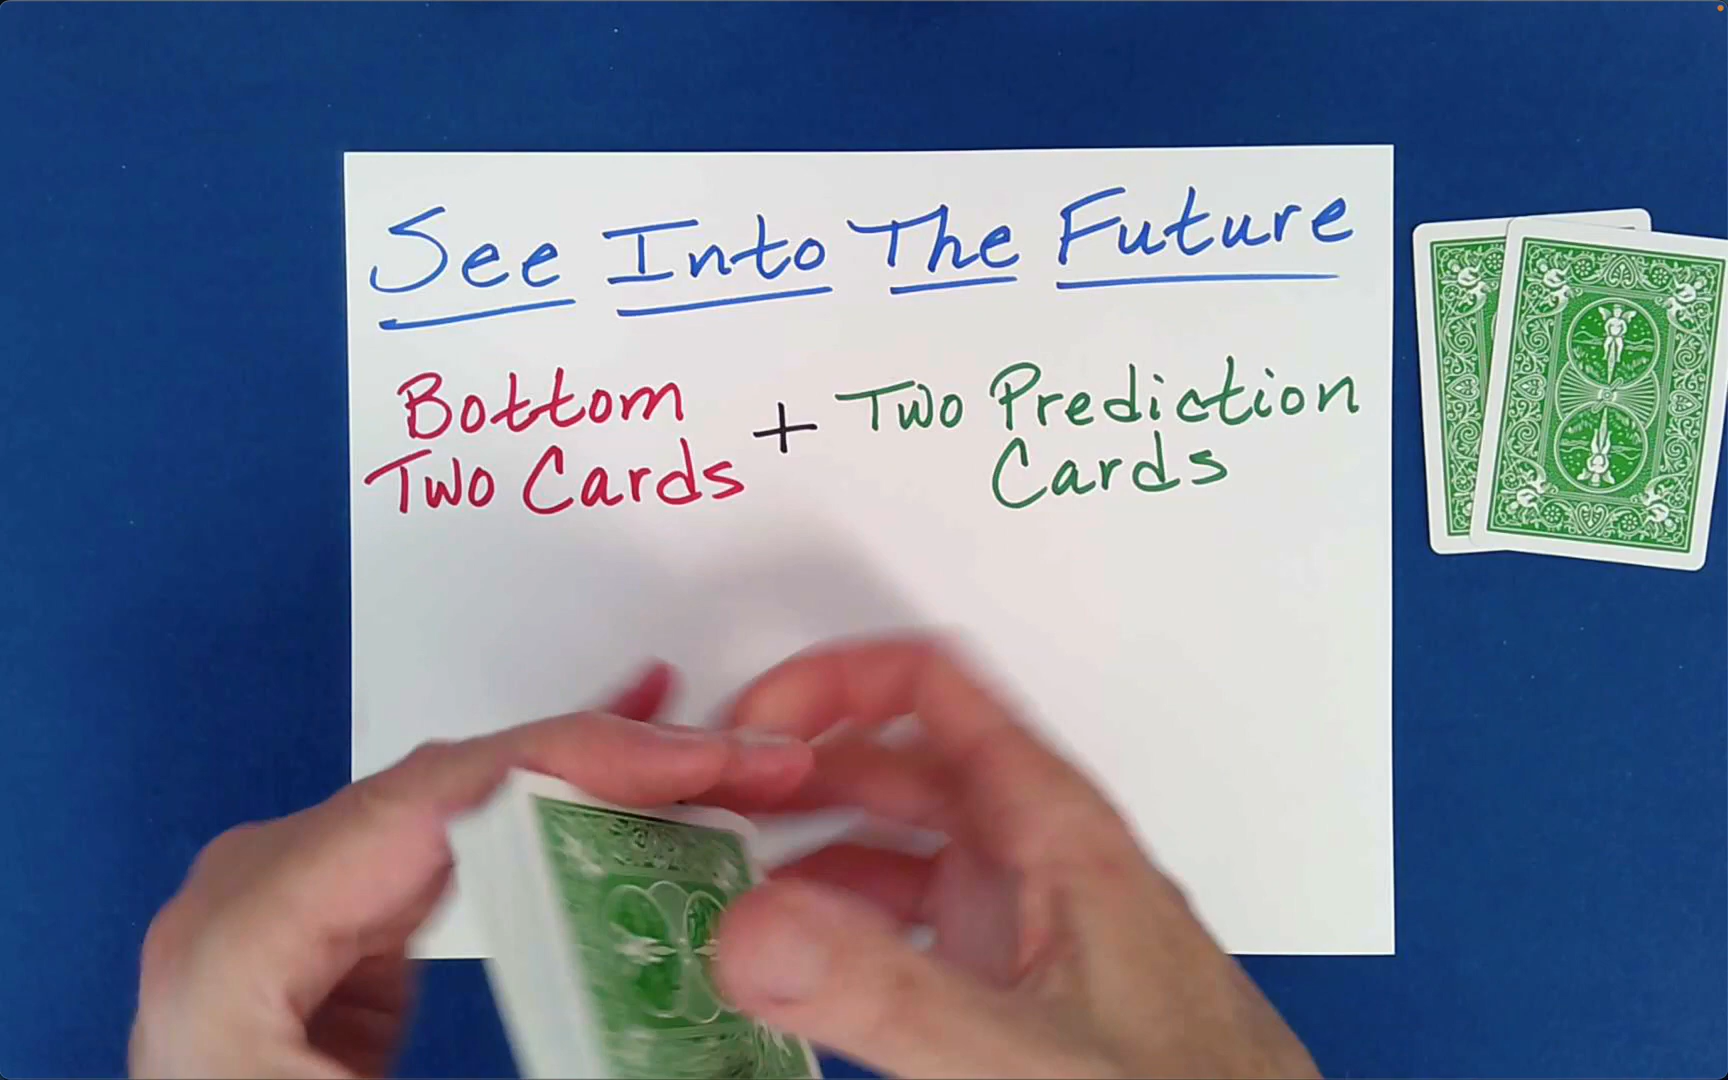 See Into The Future
Bottom
Two Cards
+
Two Prediction
Cards